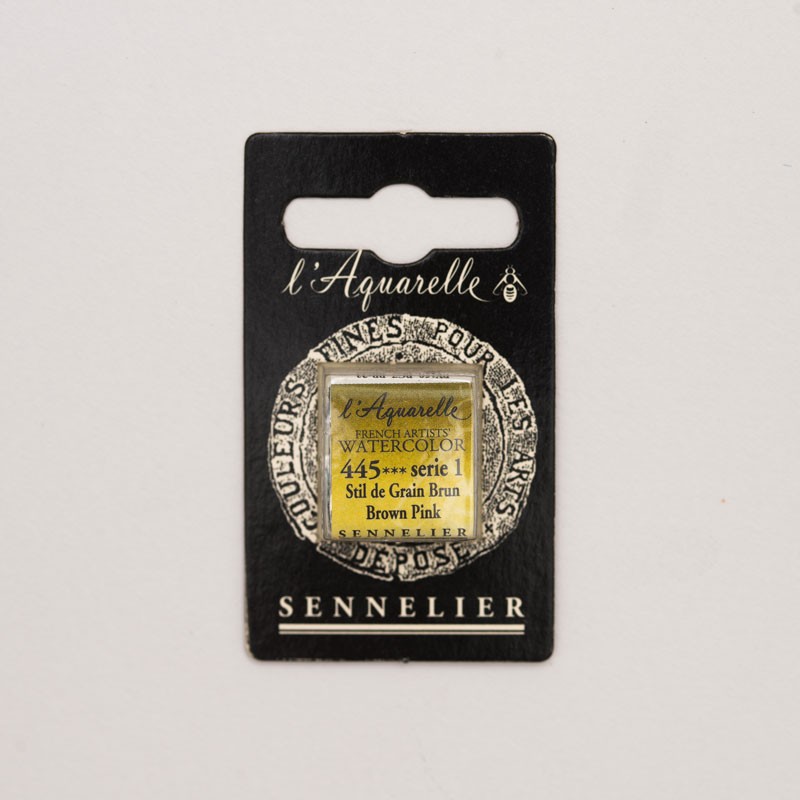 l'Aquarelle
COULEURS FINES POUR LES ARTS
DÉPOSÉ
l'Aquarelle
FRENCH ARTISTS'
WATERCOLOR
445*** serie 1
Stil de Grain Brun
Brown Pink
SENNELIER
SENNELIER